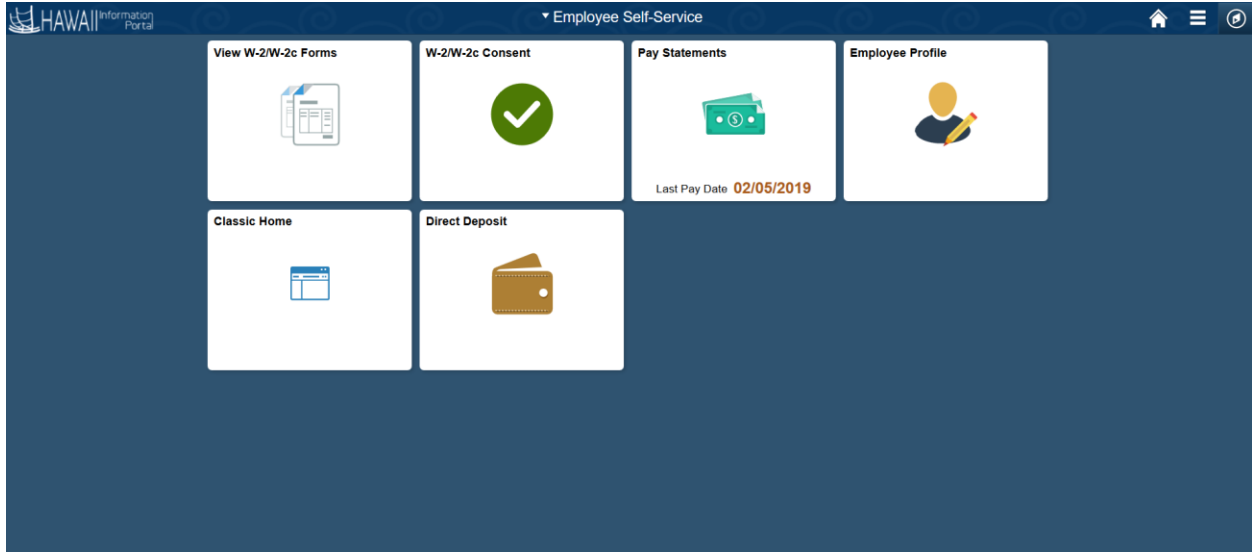 HAWAII Information
Portal
Employee Self-Service
View W-2/W-2c Forms
W-2/W-2c Consent
Pay Statements
Last Pay Date 02/05/2019
Employee Profile
Classic Home
Direct Deposit